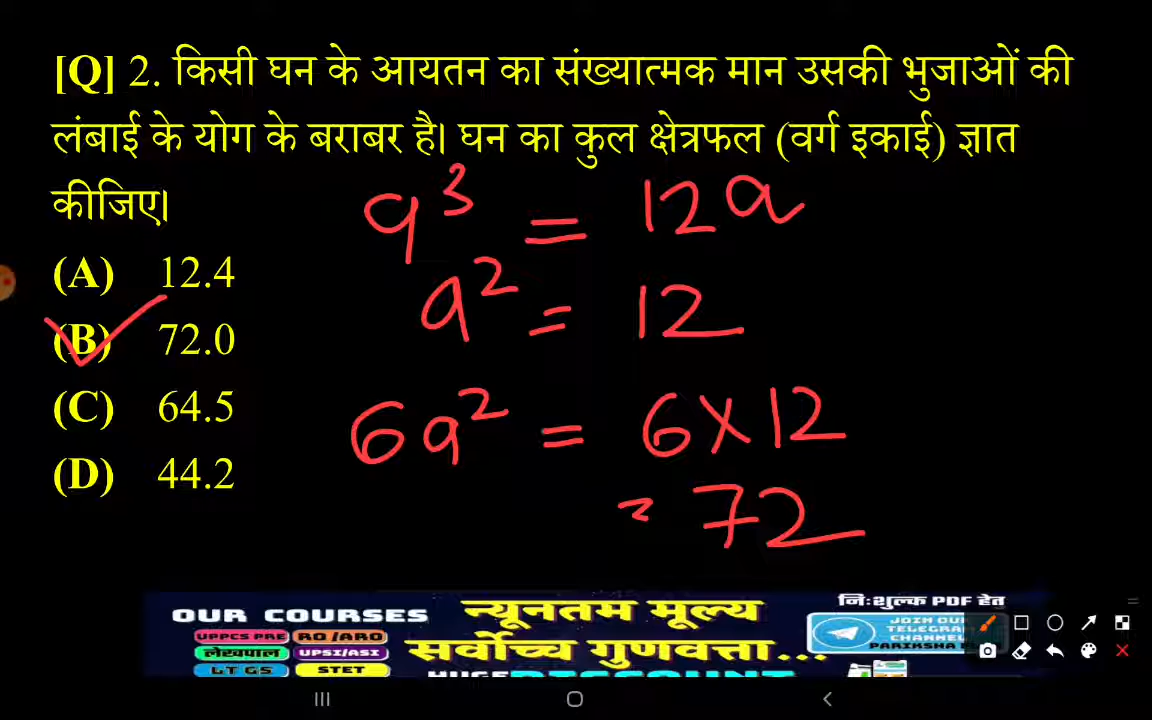 [Q] 2. किसी घन के आयतन का संख्यात्मक मान उसकी भुजाओं की
लंबाई के योग के बराबर है। घन का कुल क्षेत्रफल (वर्ग इकाई) ज्ञात
कीजिए।
a³ = 12a
(A) 12.4
a² = 12
(B) 72.0
(C) 64.5
6a² = 6×12
(D) 44.2
= 72
OUR COURSES
UPPCS PRE RO/ARO
लेखपाल UPSI/ASI
LT GS STET
न्यूनतम मूल्य
सर्वोच्च गुणवत्ता...
DISCOUNT
निःशुल्क PDF हेतु
JOIN OUR
TELEGRAM
CHANNEL
PARIKSHA